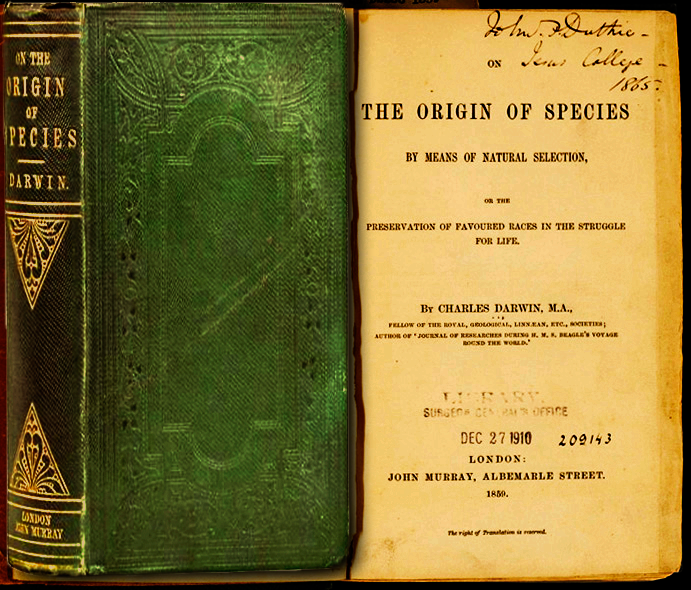 ON THE
ORIGIN
OF
SPECIES
DARWIN.
LONDON
JOHN MURRAY
John. P. Duthie -
Jesus College -
1865.
ON
THE ORIGIN OF SPECIES
BY MEANS OF NATURAL SELECTION,
OR THE
PRESERVATION OF FAVOURED RACES IN THE STRUGGLE
FOR LIFE.
BY CHARLES DARWIN, M.A.,
FELLOW OF THE ROYAL, GEOLOGICAL, LINNÆAN, ETC., SOCIETIES;
AUTHOR OF 'JOURNAL OF RESEARCHES DURING H. M. S. BEAGLE'S VOYAGE
ROUND THE WORLD.'
LIBRARY.
SURGEON GENERAL'S OFFICE
DEC 27 1910 209143
LONDON:
JOHN MURRAY, ALBEMARLE STREET.
1859.
The right of Translation is reserved.